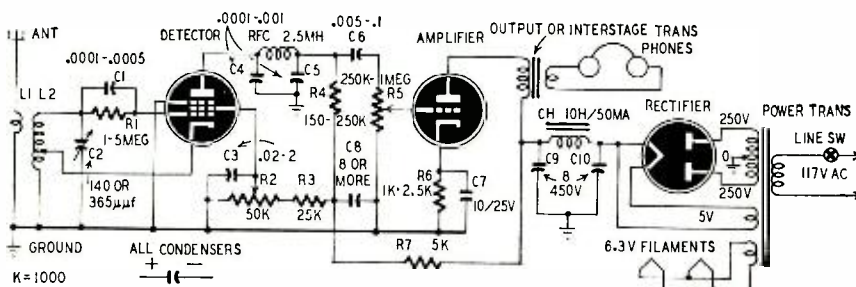 .0001-.001
.005-.1
OUTPUT OR INTERSTAGE TRANS
ANT
DETECTOR
RFC 2.5MH
C6
AMPLIFIER
PHONES
.0001-.0005
C1
C4
C5
250K-1MEG
R5
RECTIFIER
POWER TRANS
L1 L2
R1
1-5MEG
R4
150-250K
CH 10H/50MA
250V
LINE SW
0
117V AC
C2
C3
.02-2
C8
8 OR MORE
R6
1K-2.5K
C7
10/25V
C9
C10
8
450V
250V
140 OR 365μμf
R2
50K
R3
25K
5V
GROUND
ALL CONDENSERS
+ -
R7
5K
6.3V FILAMENTS
K=1000